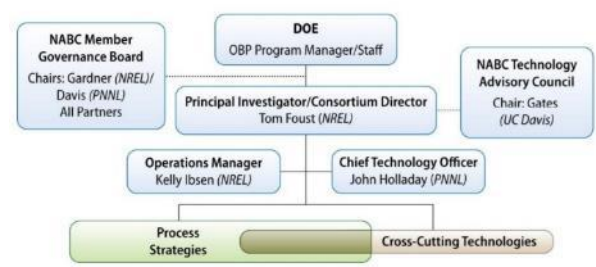 DOE
OBP Program Manager/Staff
NABC Member
Governance Board
Chairs: Gardner (NREL)/
Davis (PNNL)
All Partners
NABC Technology
Advisory Council
Chair: Gates
(UC Davis)
Principal Investigator/Consortium Director
Tom Foust (NREL)
Operations Manager
Kelly Ibsen (NREL)
Chief Technology Officer
John Holladay (PNNL)
Process
Strategies
Cross-Cutting Technologies